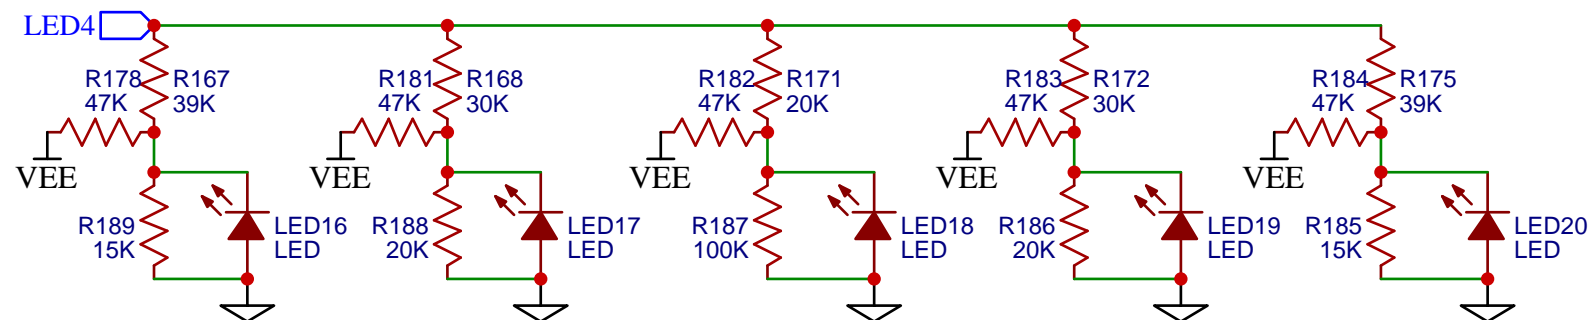 LED4
R178
47K
R167
39K
VEE
R189
15K
LED16
LED
R181
47K
R168
30K
VEE
R188
20K
LED17
LED
R182
47K
R171
20K
VEE
R187
100K
LED18
LED
R183
47K
R172
30K
VEE
R186
20K
LED19
LED
R184
47K
R175
39K
VEE
R185
15K
LED20
LED